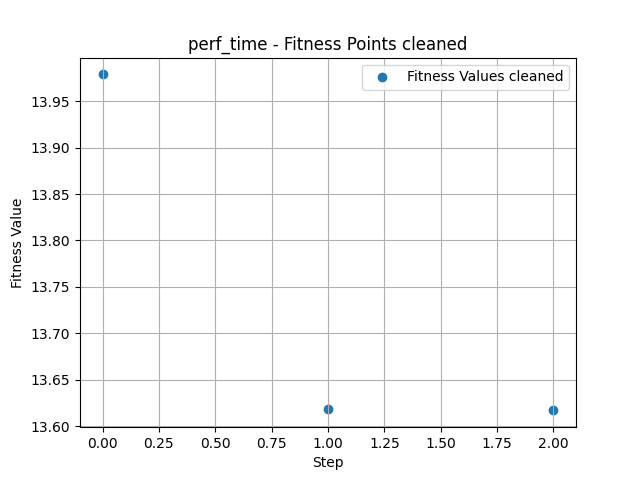 perf_time - Fitness Points cleaned
Fitness Values cleaned
13.95
13.90
13.85
13.80
13.75
13.70
13.65
13.60
Fitness Value
0.00 0.25 0.50 0.75 1.00 1.25 1.50 1.75 2.00
Step